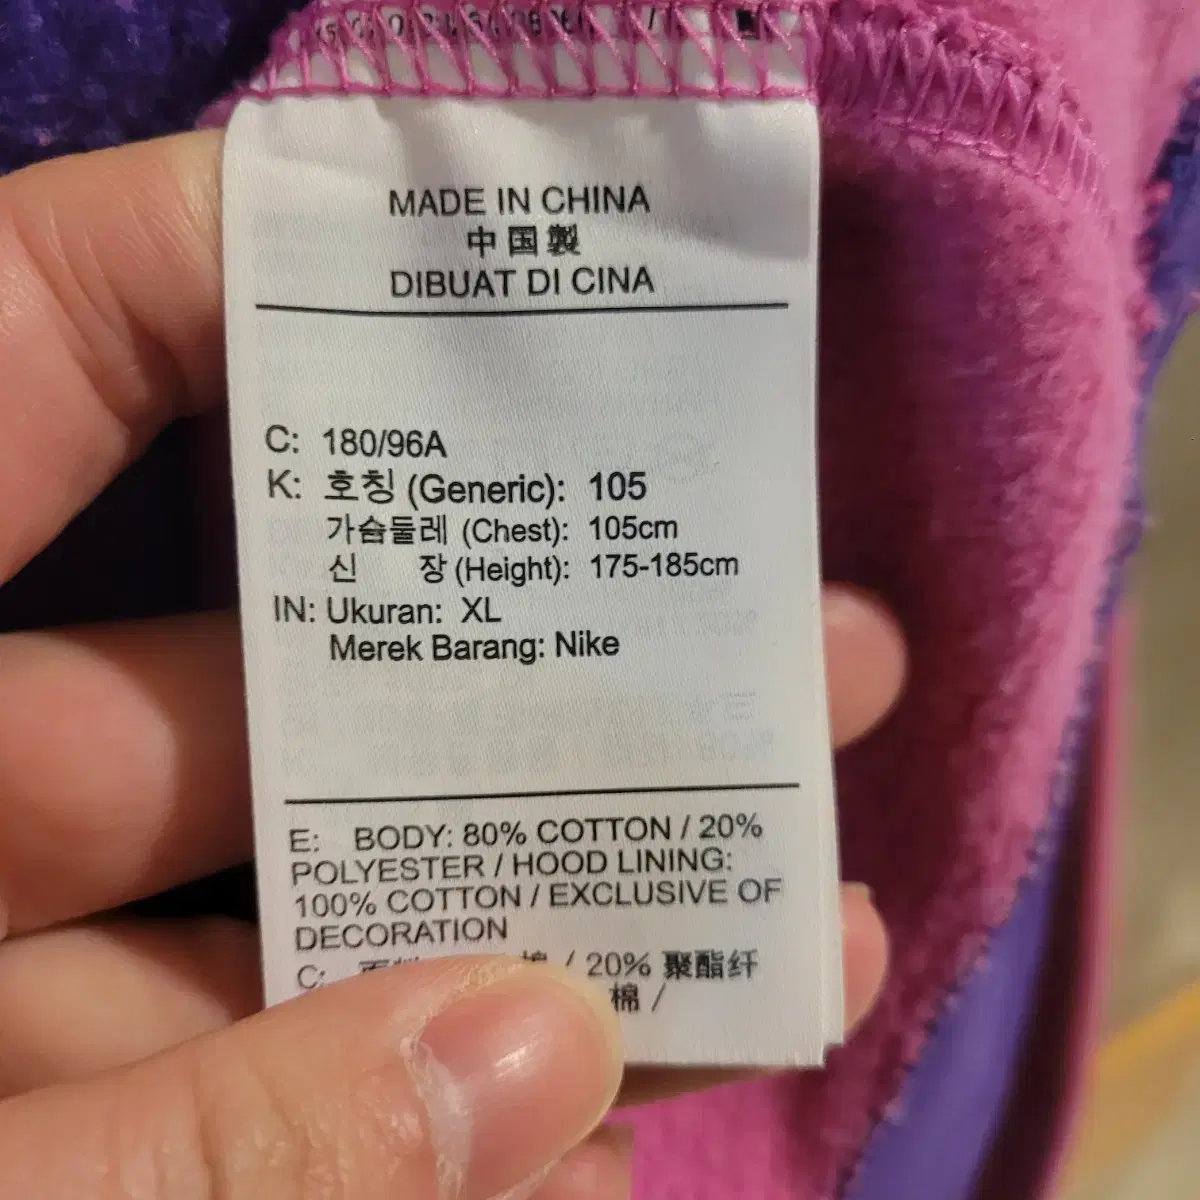 MADE IN CHINA
中国製
DIBUAT DI CINA
C: 180/96A
K: 호칭 (Generic): 105
가슴둘레 (Chest): 105cm
신 장 (Height): 175-185cm
IN: Ukuran: XL
Merek Barang: Nike
E: BODY: 80% COTTON / 20%
POLYESTER / HOOD LINING:
100% COTTON / EXCLUSIVE OF
DECORATION
C: / 20% 聚酯纤
棉 /